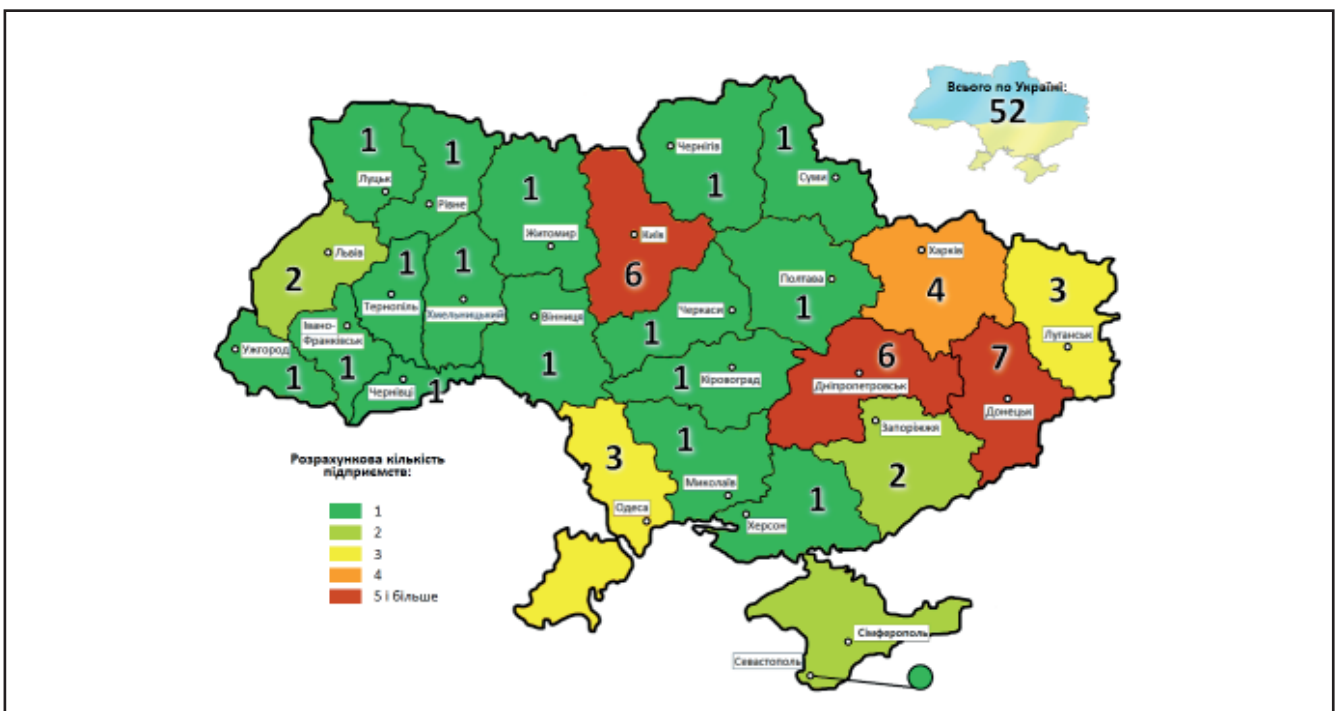 Всього по Україні:
52
1
Луцьк
1
Рівне
1
Житомир
Київ
6
Чернігів
1
1
Суми
Львів
2
1
Тернопіль
1
Хмельницький
Вінниця
1
Черкаси
1
Полтава
1
Харків
4
3
Луганськ
Ужгород
1
Івано-
Франківськ
1
Чернівці
1
1
Кіровоград
6
Дніпропетровськ
7
Донецьк
Запоріжжя
2
3
Одеса
1
Миколаїв
1
Херсон
Розрахункова кількість
підприємств:
1
2
3
4
5 і більше
Сімферополь
Севастополь